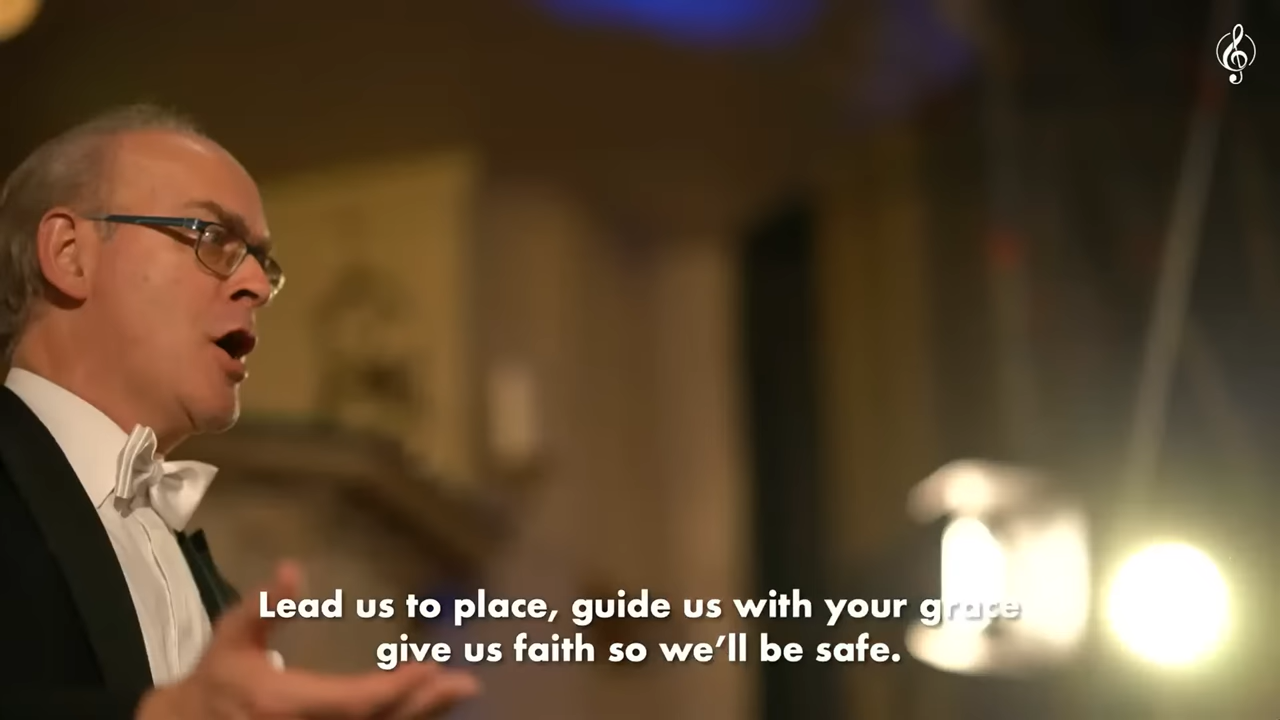 Lead us to place, guide us with your grace
give us faith so we'll be safe.